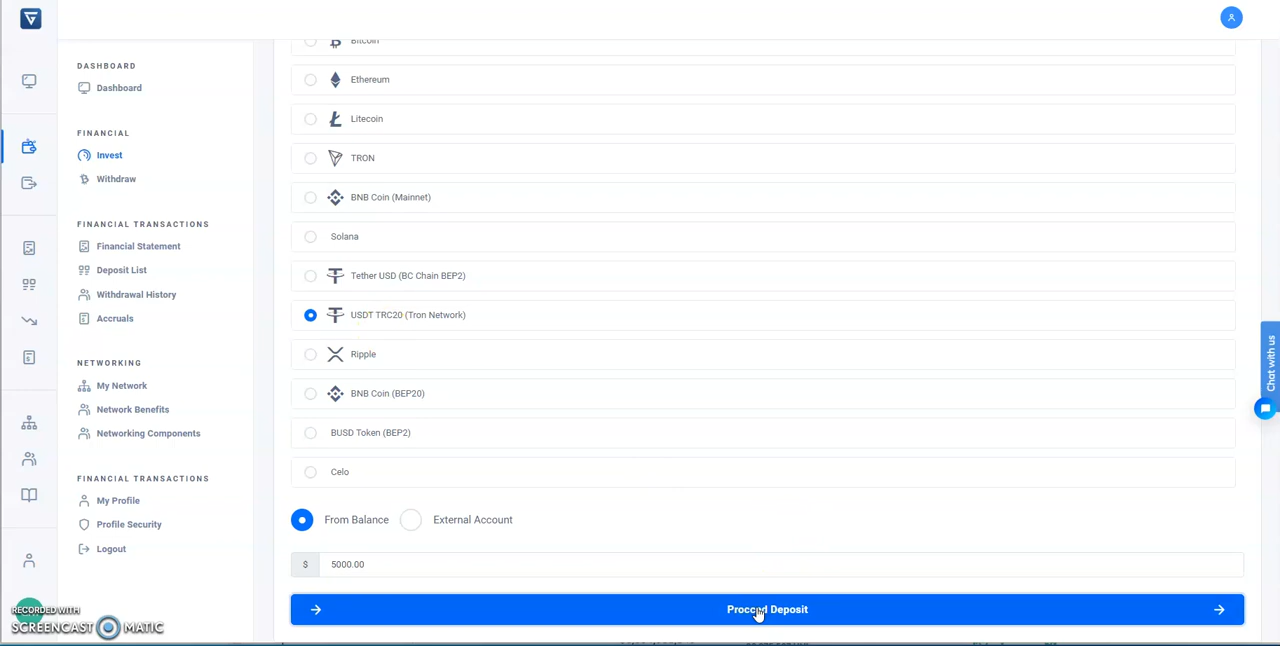 Bitcoin
DASHBOARD
Dashboard
Ethereum
Litecoin
FINANCIAL
Invest
TRON
Withdraw
BNB Coin (Mainnet)
FINANCIAL TRANSACTIONS
Solana
Financial Statement
Deposit List
Tether USD (BC Chain BEP2)
Withdrawal History
Accruals
USDT TRC20 (Tron Network)
NETWORKING
Ripple
My Network
BNB Coin (BEP20)
Network Benefits
Networking Components
BUSD Token (BEP2)
Chat with us
FINANCIAL TRANSACTIONS
Celo
My Profile
Profile Security
Logout
From Balance
External Account
$ 5000.00
Proceed Deposit
RECORDED WITH
SCREENCAST MATIC